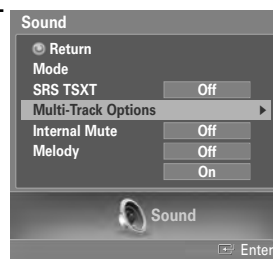 Sound
Return
Mode
SRS TSXT Off
Multi-Track Options
Internal Mute Off
Melody Off
On
Sound
Enter